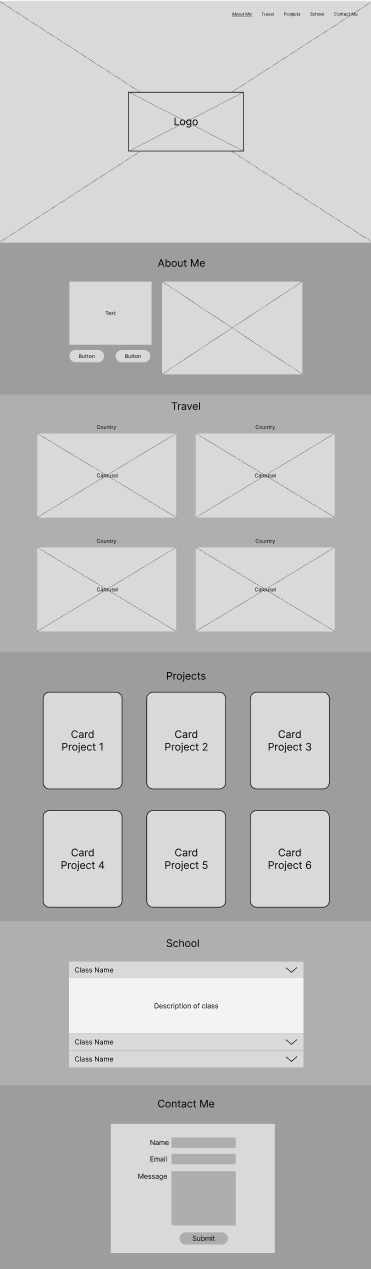 About Me Travel Projects School Contact Me
Logo
About Me
Text
Button Button
Travel
Country Country
Carousel Carousel
Country Country
Carousel Carousel
Projects
Card Card Card
Project 1 Project 2 Project 3
Card Card Card
Project 4 Project 5 Project 6
School
Class Name
Description of class
Class Name
Class Name
Contact Me
Name
Email
Message
Submit